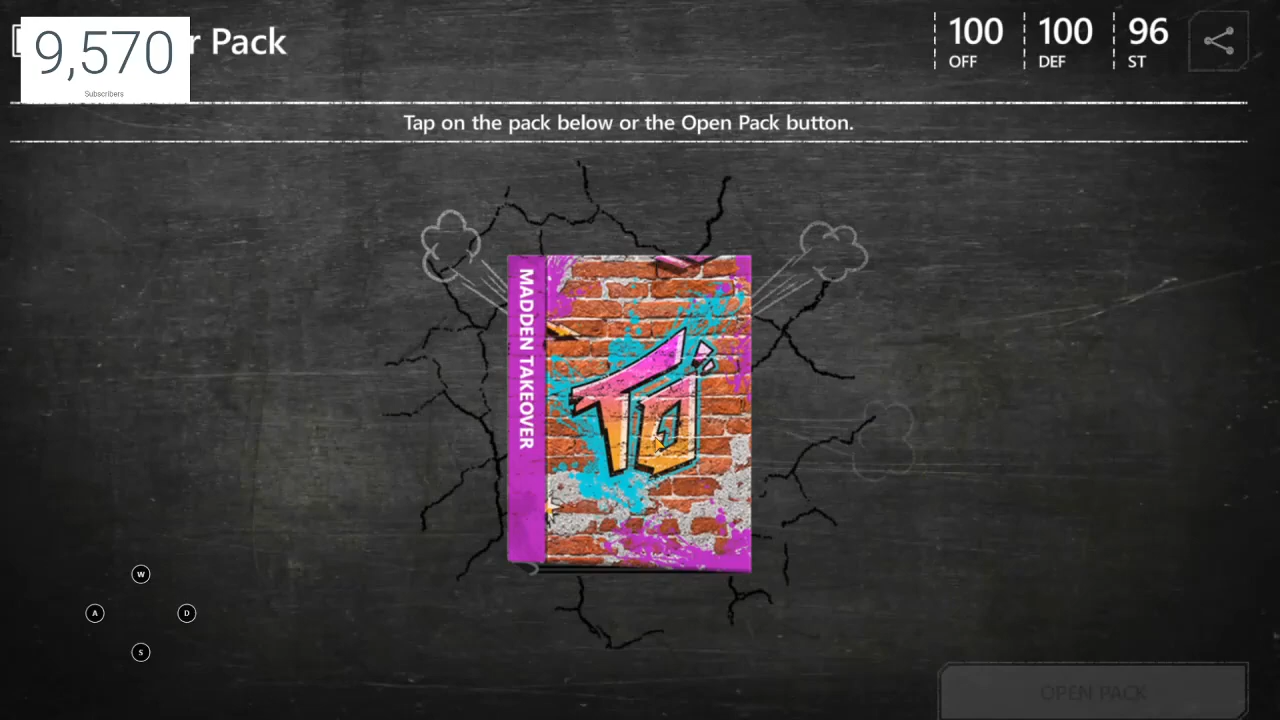 9,570
Subscribers
r Pack
100
OFF
100
DEF
96
ST
Tap on the pack below or the Open Pack button.
MADDEN TAKEOVER
TO
W
A
D
S
OPEN PACK